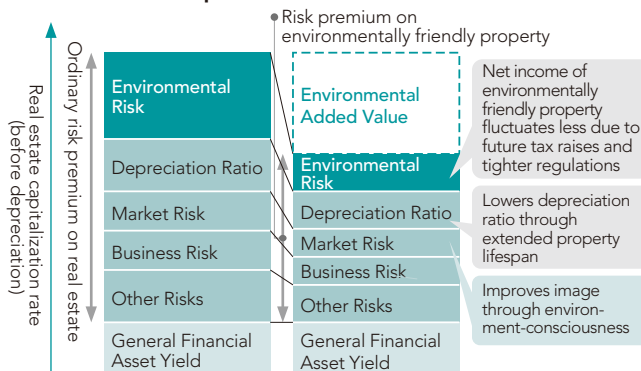 Risk premium on
environmentally friendly property
Real estate capitalization rate
(before depreciation)
Ordinary risk premium on real estate
Environmental
Risk
Depreciation Ratio
Market Risk
Business Risk
Other Risks
General Financial
Asset Yield
Environmental
Added Value
Environmental
Risk
Depreciation Ratio
Market Risk
Business Risk
Other Risks
General Financial
Asset Yield
Net income of
environmentally
friendly property
fluctuates less due to
future tax raises and
tighter regulations
Lowers depreciation
ratio through
extended property
lifespan
Improves image
through environ-
ment-consciousness